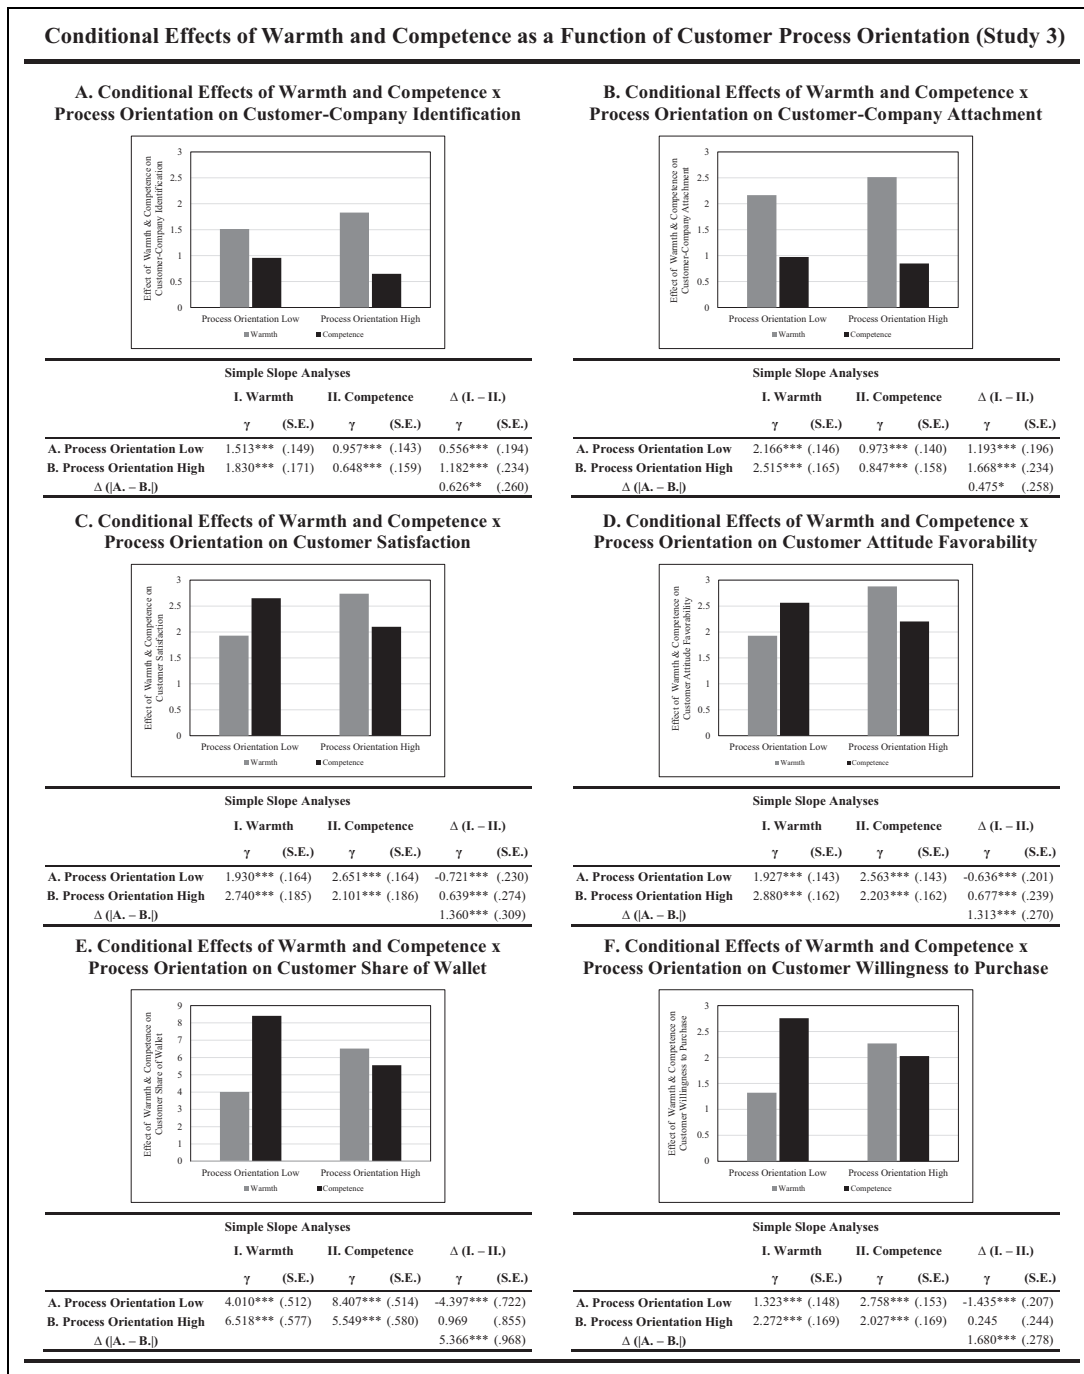 Conditional Effects of Warmth and Competence as a Function of Customer Process Orientation (Study 3)
A. Conditional Effects of Warmth and Competence x
Process Orientation on Customer-Company Identification
Effect of Warmth & Competence on
Customer-Company Identification
3
2.5
2
1.5
1
0.5
0
Process Orientation Low Process Orientation High
Warmth Competence
Simple Slope Analyses
I. Warmth II. Competence Δ (I. – II.)
γ (S.E.) γ (S.E.) γ (S.E.)
A. Process Orientation Low 1.513*** (.149) 0.957*** (.143) 0.556*** (.194)
B. Process Orientation High 1.830*** (.171) 0.648*** (.159) 1.182*** (.234)
Δ (|A. – B.|) 0.626** (.260)
B. Conditional Effects of Warmth and Competence x
Process Orientation on Customer-Company Attachment
Effect of Warmth & Competence on
Customer-Company Attachment
3
2.5
2
1.5
1
0.5
0
Process Orientation Low Process Orientation High
Warmth Competence
Simple Slope Analyses
I. Warmth II. Competence Δ (I. – II.)
γ (S.E.) γ (S.E.) γ (S.E.)
A. Process Orientation Low 2.166*** (.146) 0.973*** (.140) 1.193*** (.196)
B. Process Orientation High 2.515*** (.165) 0.847*** (.158) 1.668*** (.234)
Δ (|A. – B.|) 0.475* (.258)
C. Conditional Effects of Warmth and Competence x
Process Orientation on Customer Satisfaction
Effect of Warmth & Competence on
Customer Satisfaction
3
2.5
2
1.5
1
0.5
0
Process Orientation Low Process Orientation High
Warmth Competence
Simple Slope Analyses
I. Warmth II. Competence Δ (I. – II.)
γ (S.E.) γ (S.E.) γ (S.E.)
A. Process Orientation Low 1.930*** (.164) 2.651*** (.164) -0.721*** (.230)
B. Process Orientation High 2.740*** (.185) 2.101*** (.186) 0.639*** (.274)
Δ (|A. – B.|) 1.360*** (.309)
D. Conditional Effects of Warmth and Competence x
Process Orientation on Customer Attitude Favorability
Effect of Warmth & Competence on
Customer Attitude Favorability
3
2.5
2
1.5
1
0.5
0
Process Orientation Low Process Orientation High
Warmth Competence
Simple Slope Analyses
I. Warmth II. Competence Δ (I. – II.)
γ (S.E.) γ (S.E.) γ (S.E.)
A. Process Orientation Low 1.927*** (.143) 2.563*** (.143) -0.636*** (.201)
B. Process Orientation High 2.880*** (.162) 2.203*** (.162) 0.677*** (.239)
Δ (|A. – B.|) 1.313*** (.270)
E. Conditional Effects of Warmth and Competence x
Process Orientation on Customer Share of Wallet
Effect of Warmth & Competence on
Customer Share of Wallet
9
8
7
6
5
4
3
2
1
0
Process Orientation Low Process Orientation High
Warmth Competence
Simple Slope Analyses
I. Warmth II. Competence Δ (I. – II.)
γ (S.E.) γ (S.E.) γ (S.E.)
A. Process Orientation Low 4.010*** (.512) 8.407*** (.514) -4.397*** (.722)
B. Process Orientation High 6.518*** (.577) 5.549*** (.580) 0.969 (.855)
Δ (|A. – B.|) 5.366*** (.968)
F. Conditional Effects of Warmth and Competence x
Process Orientation on Customer Willingness to Purchase
Effect of Warmth & Competence on
Customer Willingness to Purchase
3
2.5
2
1.5
1
0.5
0
Process Orientation Low Process Orientation High
Warmth Competence
Simple Slope Analyses
I. Warmth II. Competence Δ (I. – II.)
γ (S.E.) γ (S.E.) γ (S.E.)
A. Process Orientation Low 1.323*** (.148) 2.758*** (.153) -1.435*** (.207)
B. Process Orientation High 2.272*** (.169) 2.027*** (.169) 0.245 (.244)
Δ (|A. – B.|) 1.680*** (.278)